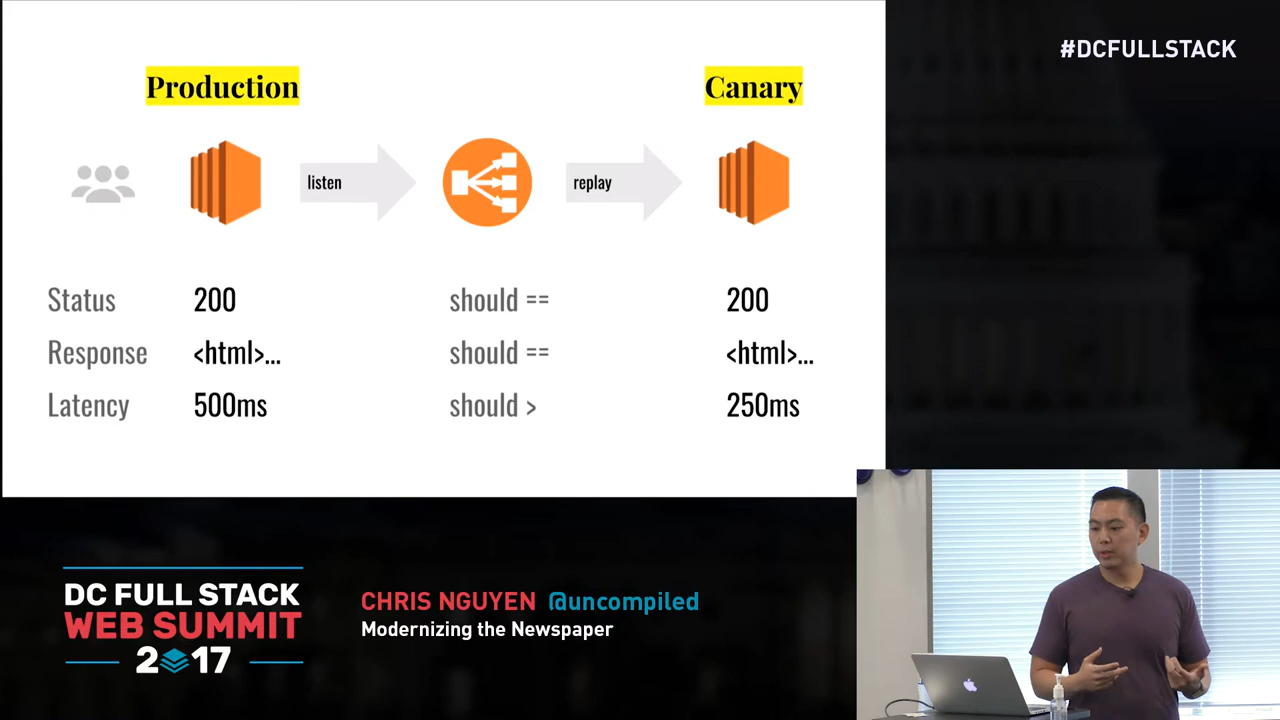 #DCFULLSTACK
Production
Canary
listen
replay
Status 200 should == 200
Response <html>... should == <html>...
Latency 500ms should > 250ms
DC FULL STACK
WEB SUMMIT
2017
CHRIS NGUYEN @uncompiled
Modernizing the Newspaper